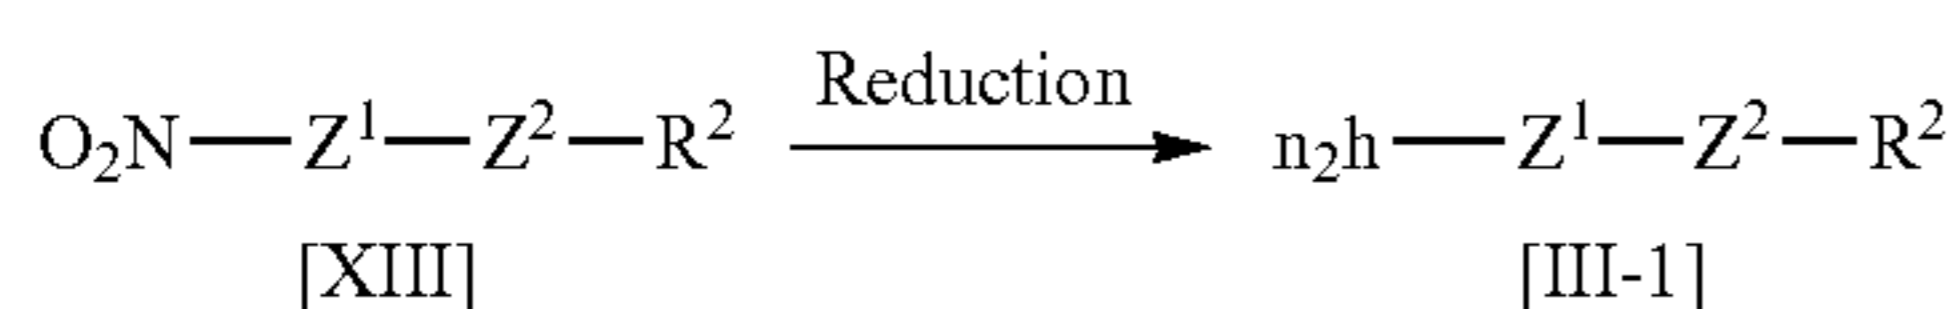 Reduction
O₂N—Z¹—Z²—R² → n₂h—Z¹—Z²—R²
[XIII] [III-1]